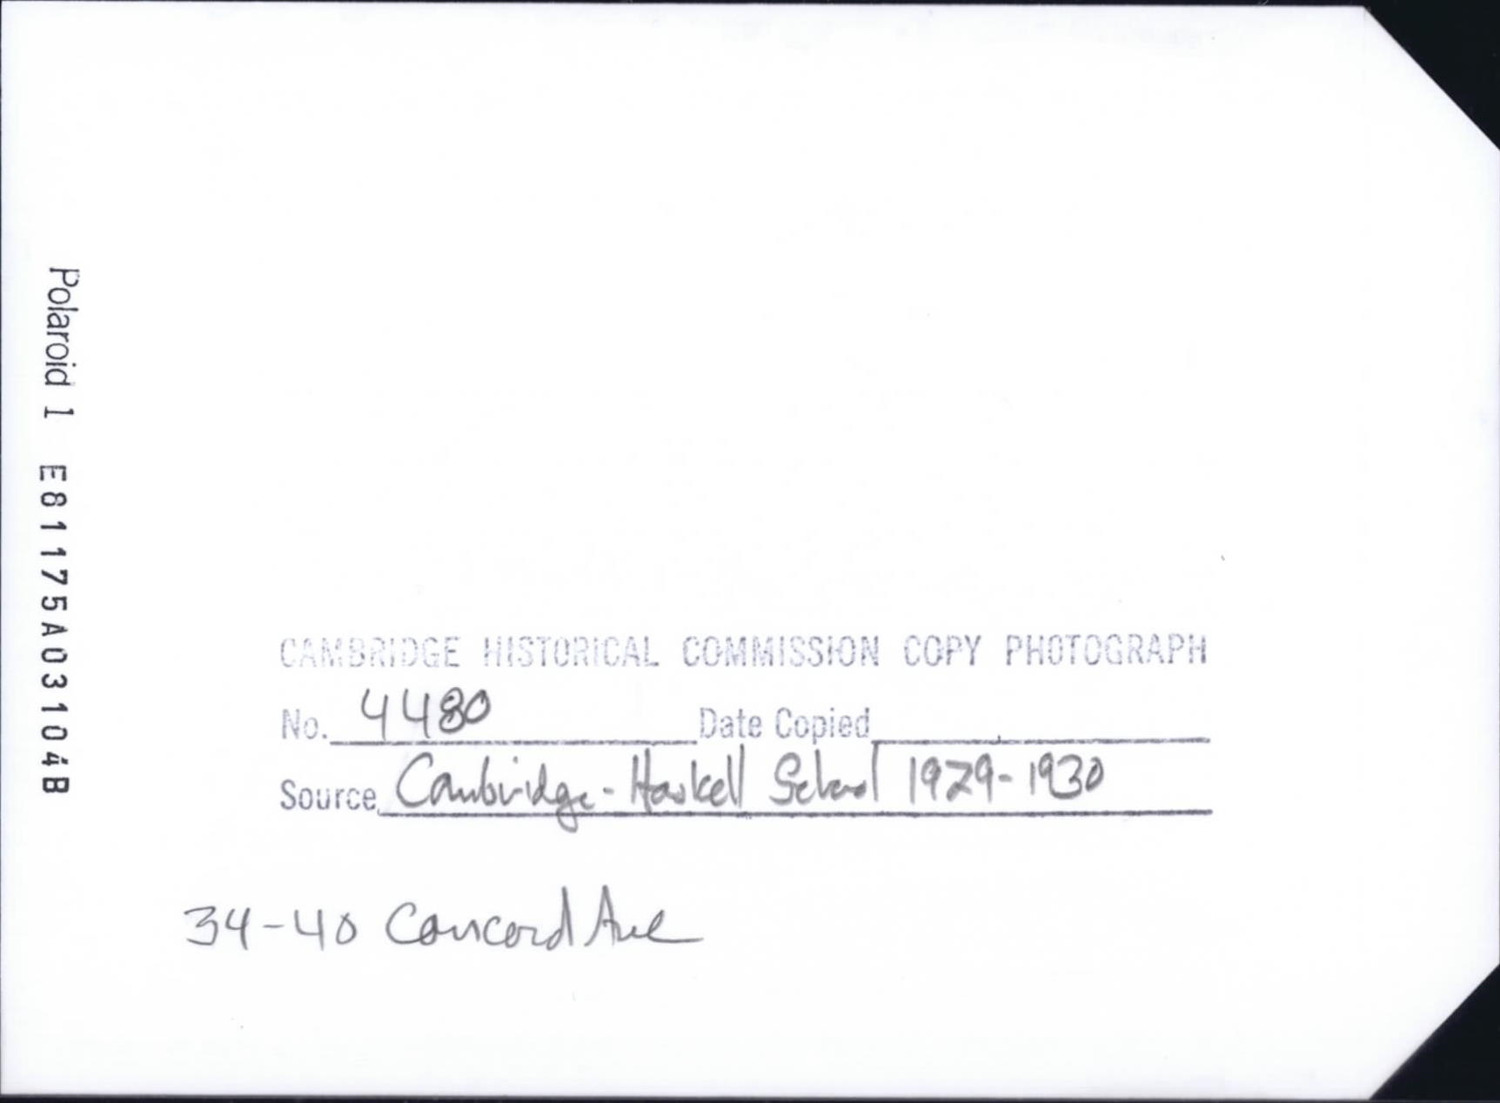 Polaroid 1 E81175A03104B
CAMBRIDGE HISTORICAL COMMISSION COPY PHOTOGRAPH
No. 4480 Date Copied
Source Cambridge-Haskell School 1929-1930
34-40 Concord Ave